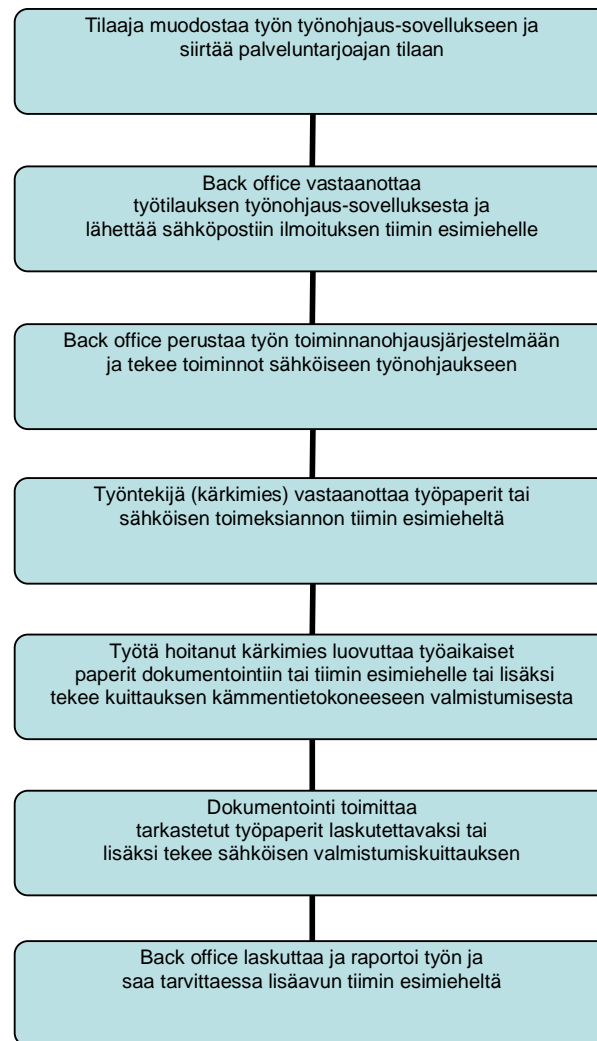 Tilaaja muodostaa työn työnohjaus-sovellukseen ja
siirtää palveluntarjoajan tilaan
Back office vastaanottaa
työtilauksen työnohjaus-sovelluksesta ja
lähettää sähköpostiin ilmoituksen tiimin esimiehelle
Back office perustaa työn toiminnanohjausjärjestelmään
ja tekee toiminnot sähköiseen työnohjaukseen
Työntekijä (kärkimies) vastaanottaa työpaperit tai
sähköisen toimeksiannon tiimin esimieheltä
Työtä hoitanut kärkimies luovuttaa työaikaiset
paperit dokumentointiin tai tiimin esimiehelle tai lisäksi
tekee kuittauksen kämmentietokoneeseen valmistumisesta
Dokumentointi toimittaa
tarkastetut työpaperit laskutettavaksi tai
lisäksi tekee sähköisen valmistumiskuittauksen
Back office laskuttaa ja raportoi työn ja
saa tarvittaessa lisäavun tiimin esimieheltä